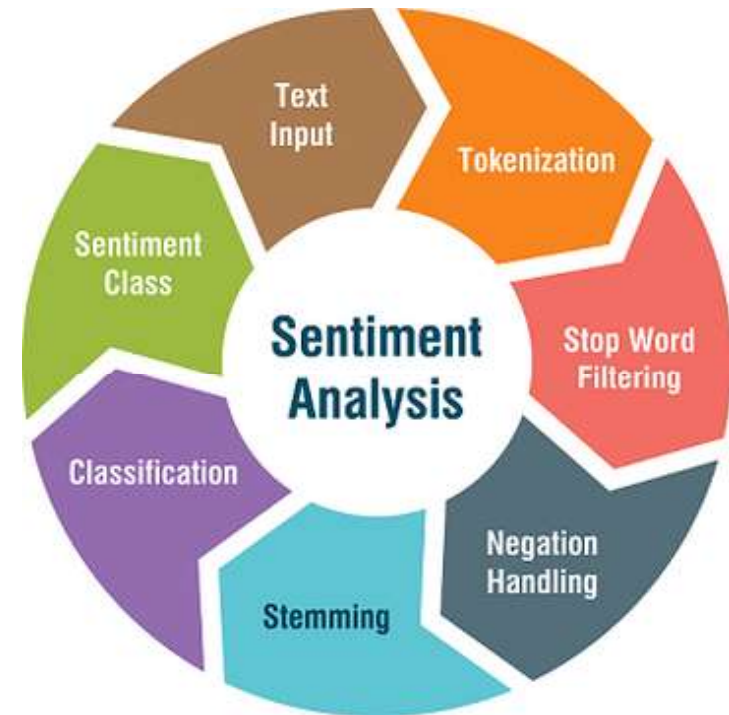 Text
Input
Tokenization
Stop Word
Filtering
Negation
Handling
Stemming
Classification
Sentiment
Class
Sentiment
Analysis